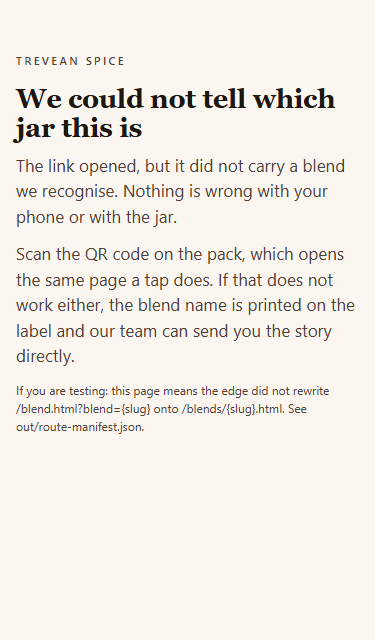 TREVEAN SPICE
We could not tell which
jar this is
The link opened, but it did not carry a blend
we recognise. Nothing is wrong with your
phone or with the jar.
Scan the QR code on the pack, which opens
the same page a tap does. If that does not
work either, the blend name is printed on the
label and our team can send you the story
directly.
If you are testing: this page means the edge did not rewrite
/blend.html?blend={slug} onto /blends/{slug}.html. See
out/route-manifest.json.